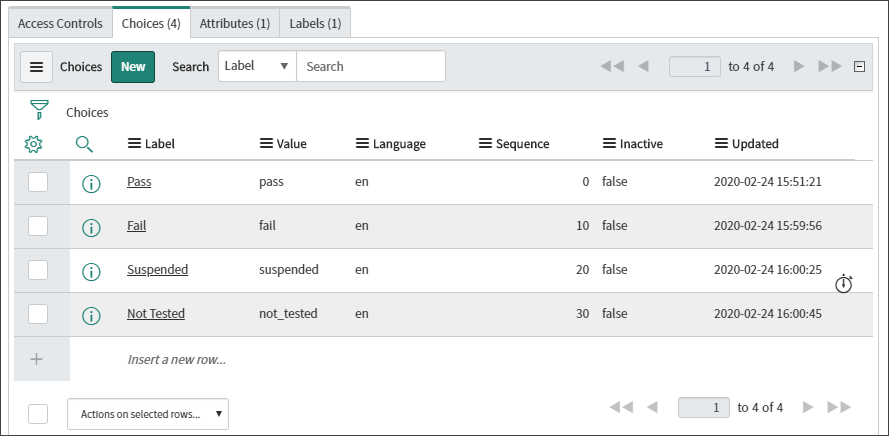 Access Controls Choices (4) Attributes (1) Labels (1)
Choices New Search Label Search 1 to 4 of 4
Choices
Label Value Language Sequence Inactive Updated
Pass pass en 0 false 2020-02-24 15:51:21
Fail fail en 10 false 2020-02-24 15:59:56
Suspended suspended en 20 false 2020-02-24 16:00:25
Not Tested not_tested en 30 false 2020-02-24 16:00:45
Insert a new row...
Actions on selected rows... 1 to 4 of 4